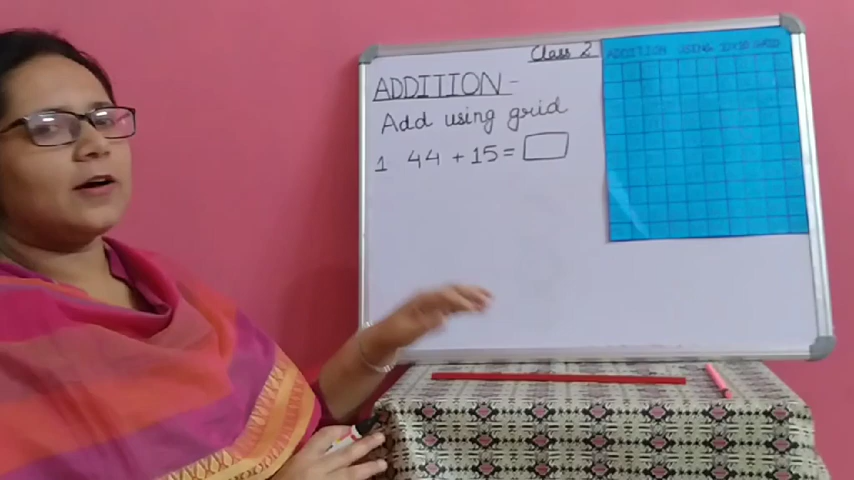 Class 2
ADDITION -
Add using grid
1 44 + 15 =
ADDITION USING 10X10 GRID